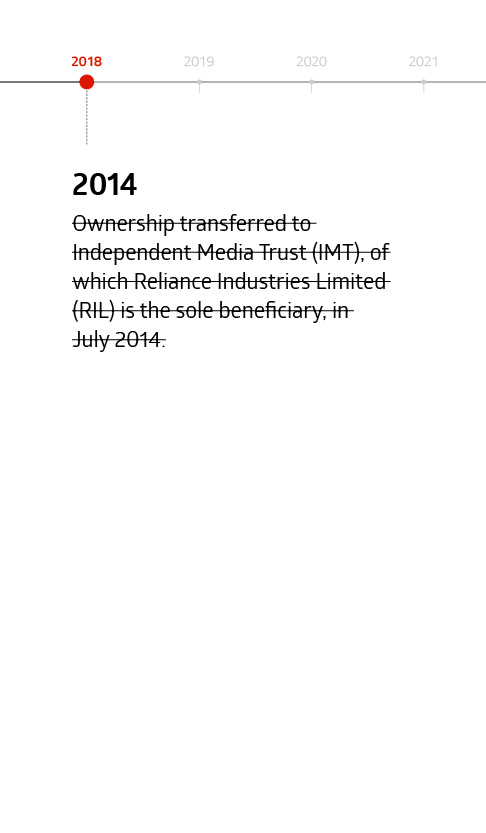 2018 2019 2020 2021
2014
Ownership transferred to
Independent Media Trust (IMT), of
which Reliance Industries Limited
(RIL) is the sole beneficiary, in
July 2014.